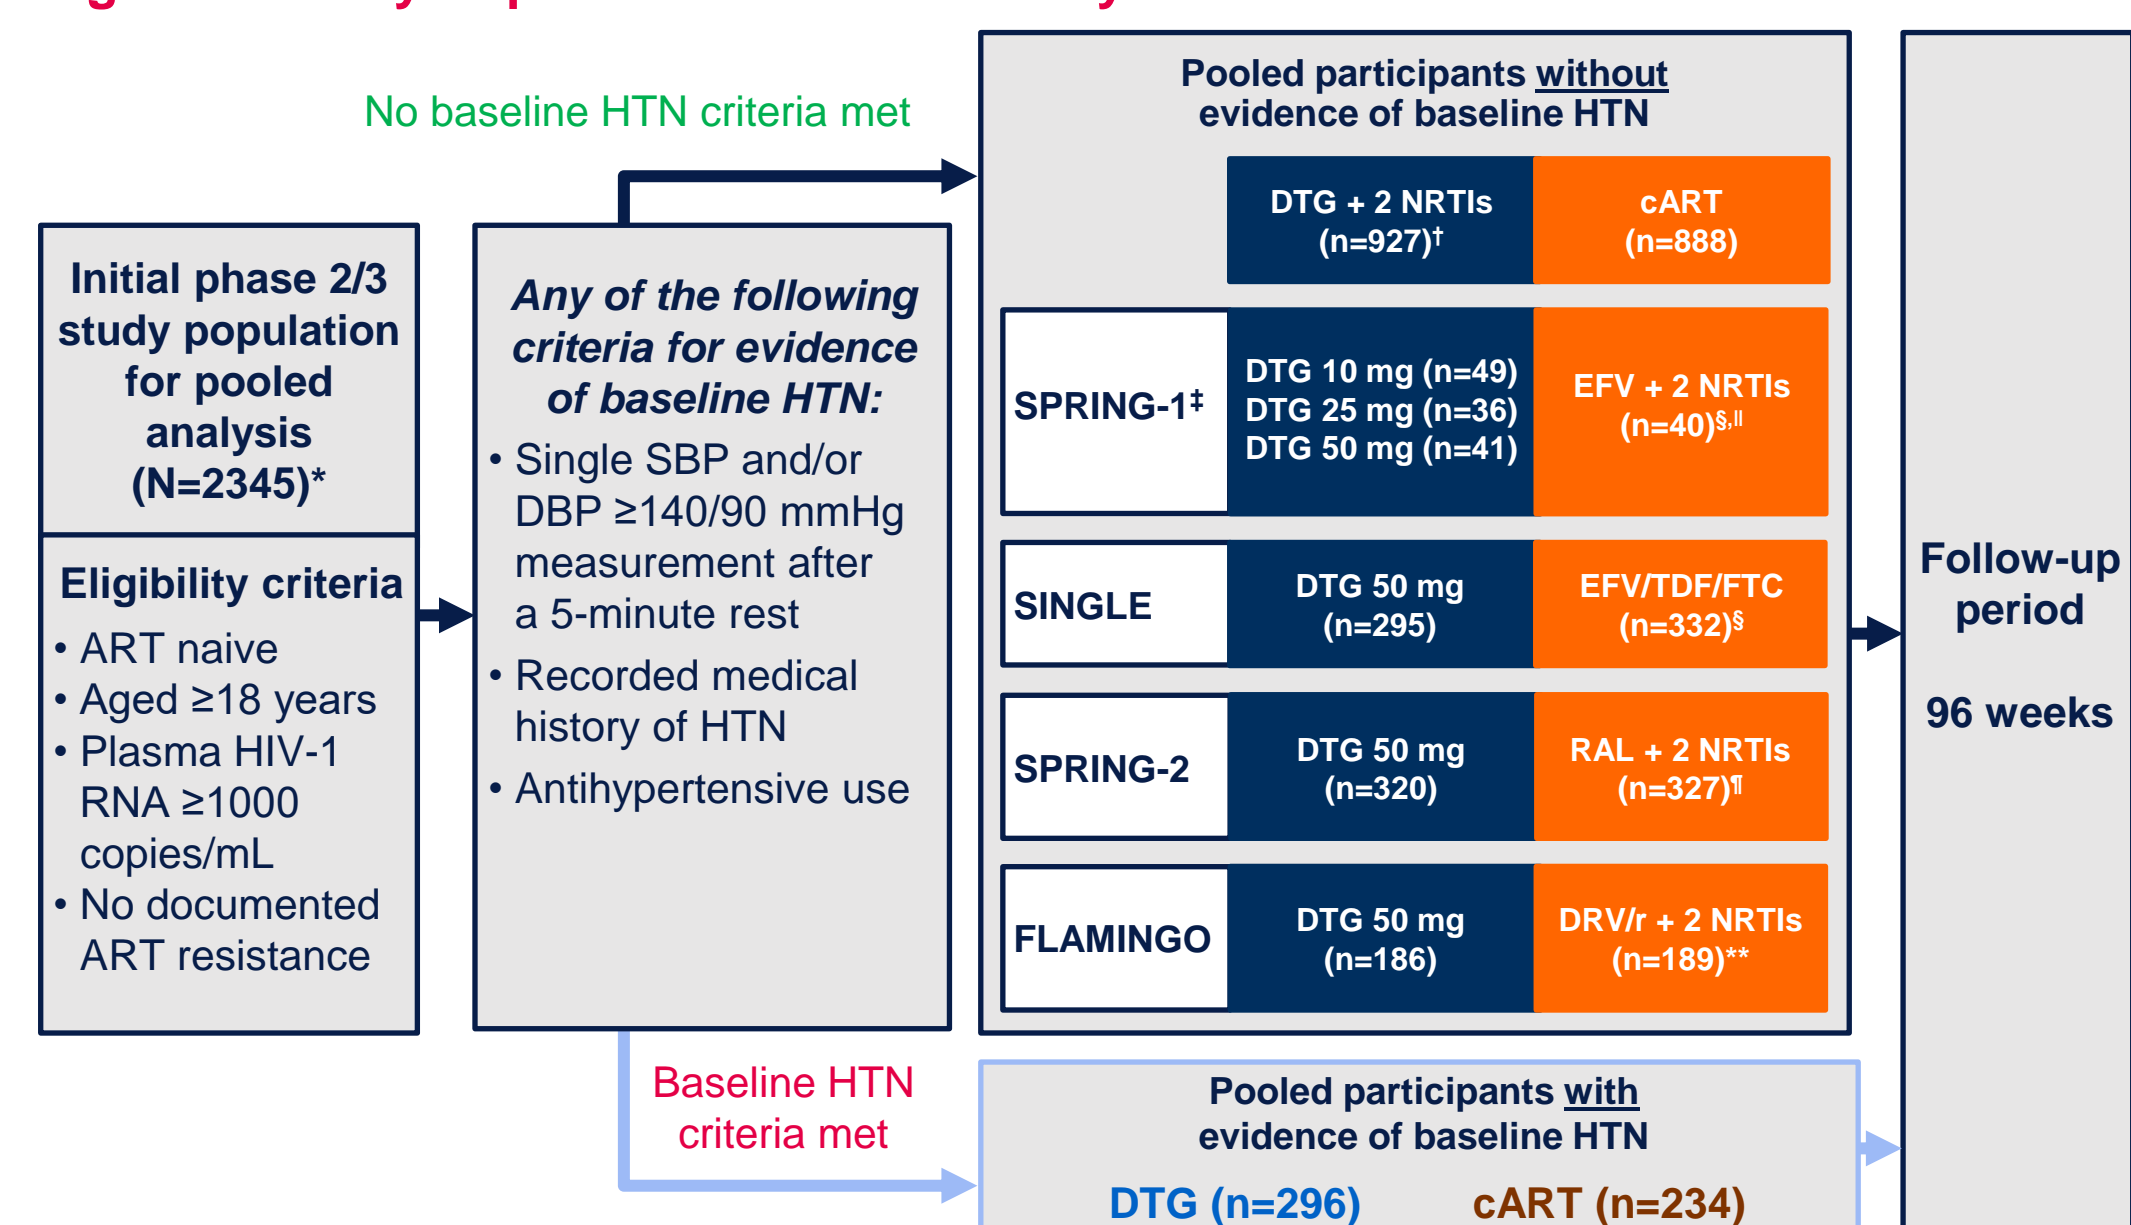 No baseline HTN criteria met
Initial phase 2/3
study population
for pooled
analysis
(N=2345)*
Eligibility criteria
• ART naive
• Aged ≥18 years
• Plasma HIV-1
RNA ≥1000
copies/mL
• No documented
ART resistance
Any of the following
criteria for evidence
of baseline HTN:
• Single SBP and/or
DBP ≥140/90 mmHg
measurement after
a 5-minute rest
• Recorded medical
history of HTN
• Antihypertensive use
Pooled participants without
evidence of baseline HTN
DTG + 2 NRTIs
(n=927)†
cART
(n=888)
SPRING-1‡
DTG 10 mg (n=49)
DTG 25 mg (n=36)
DTG 50 mg (n=41)
EFV + 2 NRTIs
(n=40)§,||
SINGLE
DTG 50 mg
(n=295)
EFV/TDF/FTC
(n=332)§
SPRING-2
DTG 50 mg
(n=320)
RAL + 2 NRTIs
(n=327)¶
FLAMINGO
DTG 50 mg
(n=186)
DRV/r + 2 NRTIs
(n=189)**
Follow-up
period
96 weeks
Baseline HTN
criteria met
Pooled participants with
evidence of baseline HTN
DTG (n=296)
cART (n=234)